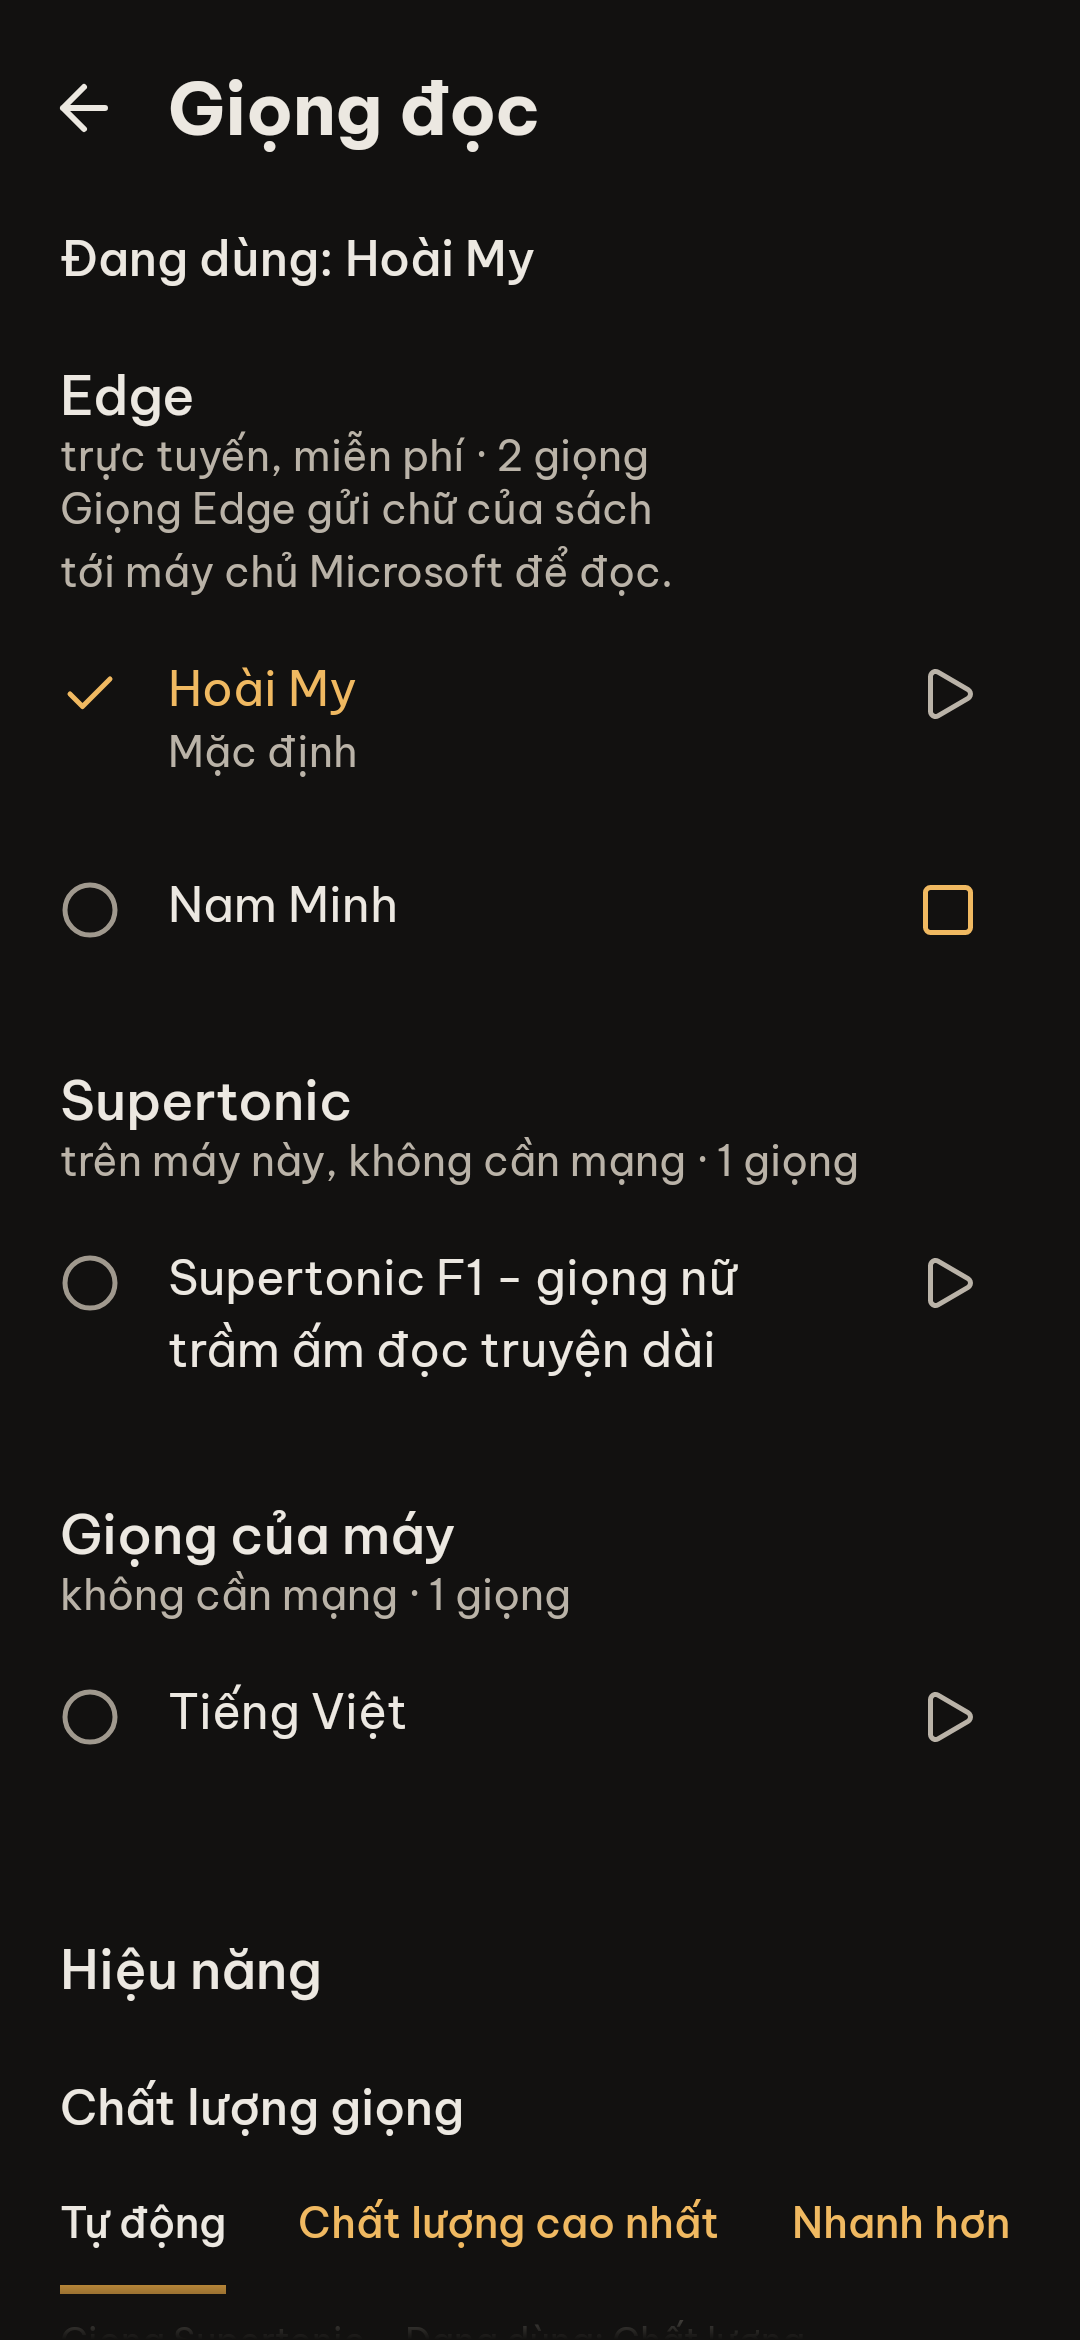 Giọng đọc
Đang dùng: Hoài My
Edge
trực tuyến, miễn phí · 2 giọng
Giọng Edge gửi chữ của sách
tới máy chủ Microsoft để đọc.
Hoài My
Mặc định
Nam Minh
Supertonic
trên máy này, không cần mạng · 1 giọng
Supertonic F1 - giọng nữ
trầm ấm đọc truyện dài
Giọng của máy
không cần mạng · 1 giọng
Tiếng Việt
Hiệu năng
Chất lượng giọng
Tự động Chất lượng cao nhất Nhanh hơn